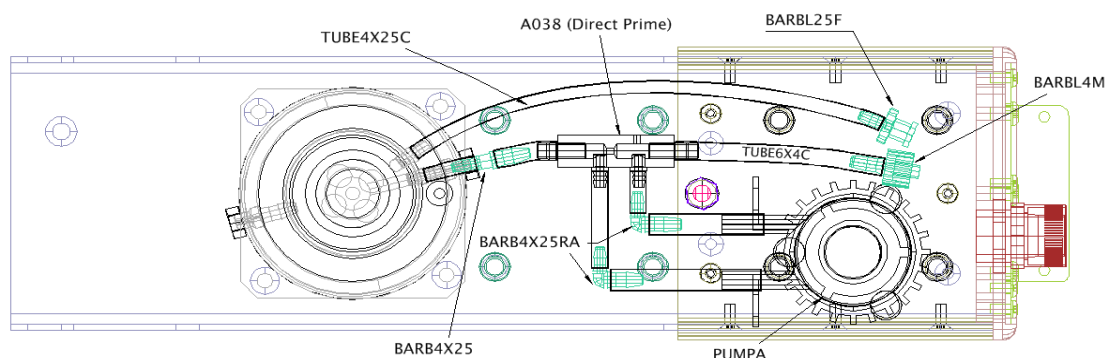 BARBL25F
A038 (Direct Prime)
TUBE4X25C
BARBL4M
TUBE6X4C
BARB4X25RA
BARB4X25
PUMPA